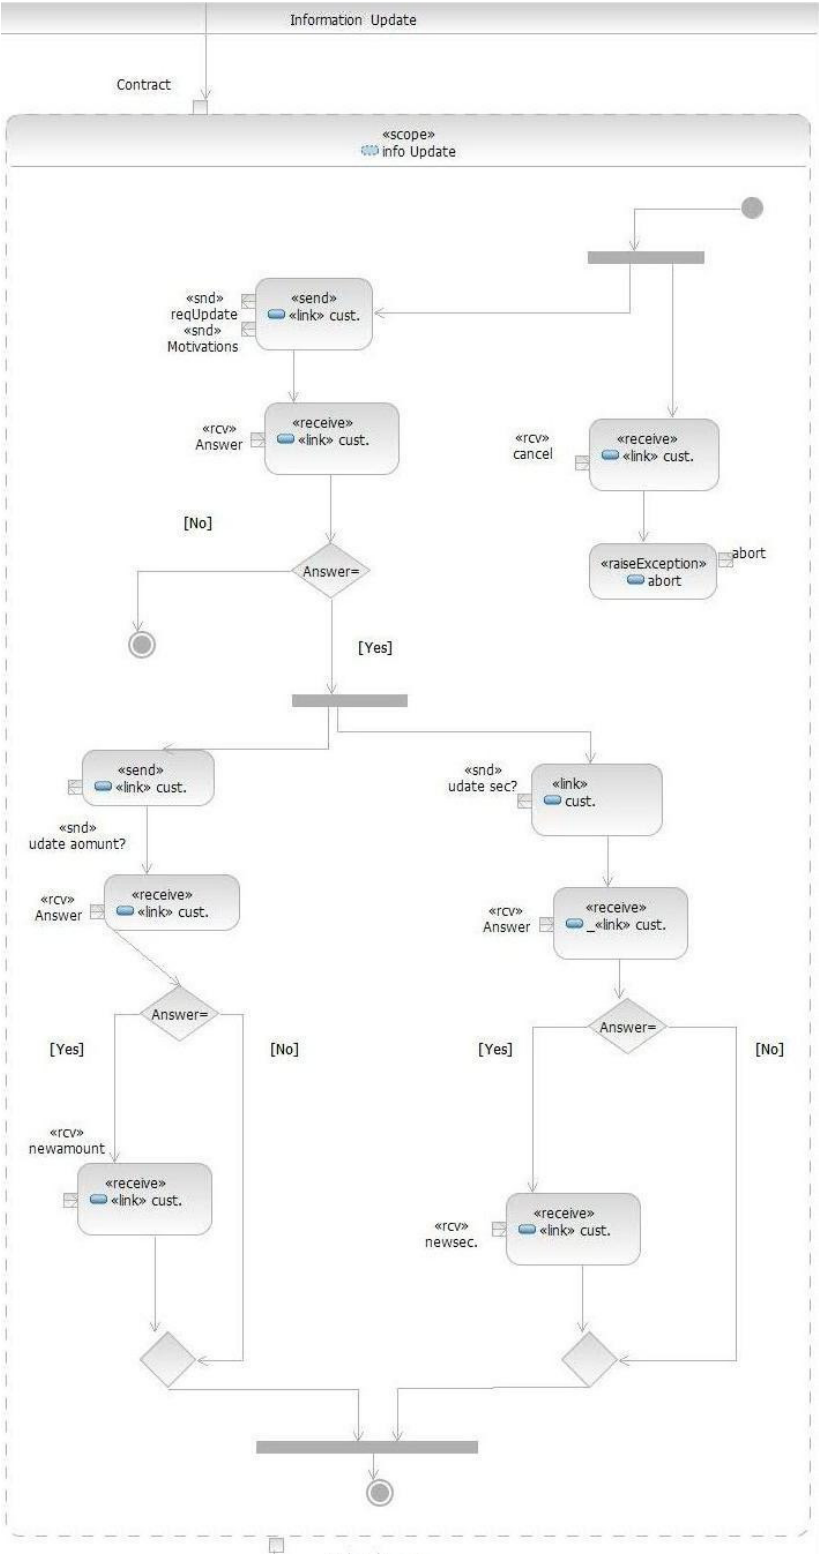 Information Update
Contract
«scope»
info Update
«snd»
reqUpdate
«snd»
Motivations
«send»
«link» cust.
«rcv»
Answer
«receive»
«link» cust.
«rcv»
cancel
«receive»
«link» cust.
[No]
Answer=
«raiseException»
abort
abort
[Yes]
«send»
«link» cust.
«snd»
udate sec?
«link»
cust.
«snd»
udate aomunt?
«rcv»
Answer
«receive»
«link» cust.
«rcv»
Answer
«receive»
_«link» cust.
Answer=
Answer=
[Yes]
[No]
[Yes]
[No]
«rcv»
newamount
«receive»
«link» cust.
«rcv»
newsec.
«receive»
«link» cust.